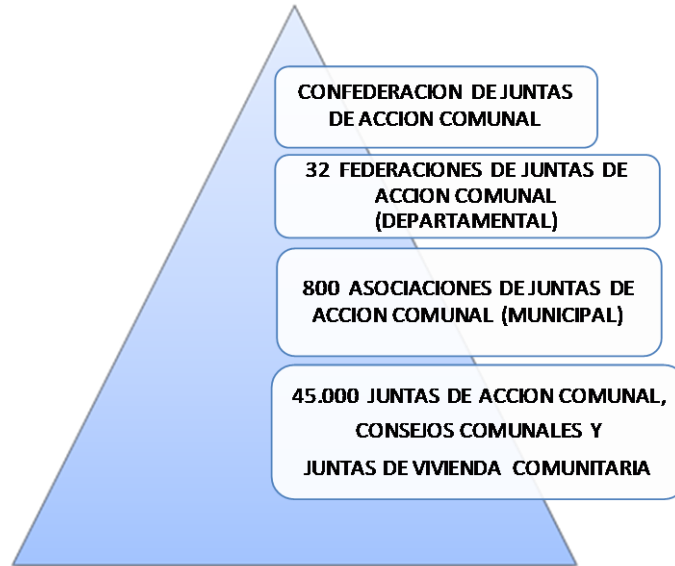 CONFEDERACION DE JUNTAS
DE ACCION COMUNAL
32 FEDERACIONES DE JUNTAS DE
ACCION COMUNAL
(DEPARTAMENTAL)
800 ASOCIACIONES DE JUNTAS DE
ACCION COMUNAL (MUNICIPAL)
45.000 JUNTAS DE ACCION COMUNAL,
CONSEJOS COMUNALES Y
JUNTAS DE VIVIENDA COMUNITARIA